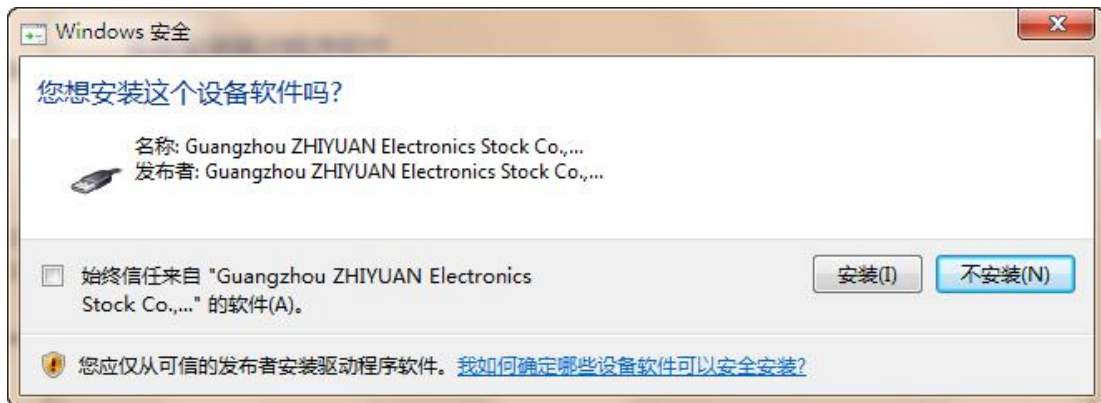 Windows 安全
您想安装这个设备软件吗?
名称: Guangzhou ZHIYUAN Electronics Stock Co.,...
发布者: Guangzhou ZHIYUAN Electronics Stock Co.,...
始终信任来自 "Guangzhou ZHIYUAN Electronics
Stock Co.,..." 的软件(A)。
安装(I)
不安装(N)
您应仅从可信的发布者安装驱动程序软件。我如何确定哪些设备软件可以安全安装?